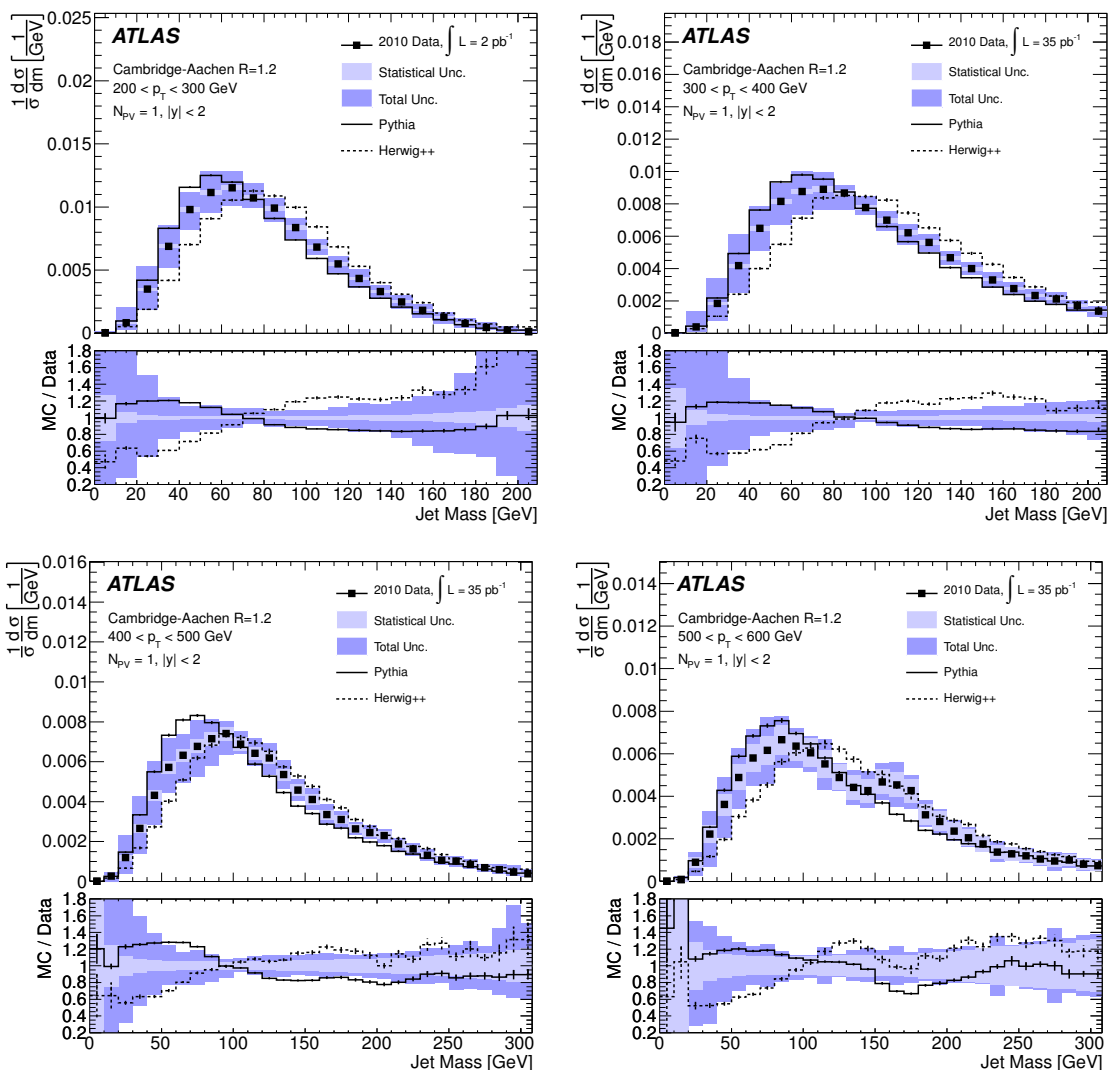 ATLAS
2010 Data, ∫ L = 2 pb⁻¹
Cambridge-Aachen R=1.2
200 < p_T < 300 GeV
N_PV = 1, |y| < 2
Statistical Unc.
Total Unc.
Pythia
Herwig++
1/σ dσ/dm [1/GeV]
0.025
0.02
0.015
0.01
0.005
0
MC / Data
1.8
1.6
1.4
1.2
1
0.8
0.6
0.4
0.2
0 20 40 60 80 100 120 140 160 180 200
Jet Mass [GeV]
ATLAS
2010 Data, ∫ L = 35 pb⁻¹
Cambridge-Aachen R=1.2
300 < p_T < 400 GeV
N_PV = 1, |y| < 2
Statistical Unc.
Total Unc.
Pythia
Herwig++
1/σ dσ/dm [1/GeV]
0.018
0.016
0.014
0.012
0.01
0.008
0.006
0.004
0.002
0
MC / Data
1.8
1.6
1.4
1.2
1
0.8
0.6
0.4
0.2
0 20 40 60 80 100 120 140 160 180 200
Jet Mass [GeV]
ATLAS
2010 Data, ∫ L = 35 pb⁻¹
Cambridge-Aachen R=1.2
400 < p_T < 500 GeV
N_PV = 1, |y| < 2
Statistical Unc.
Total Unc.
Pythia
Herwig++
1/σ dσ/dm [1/GeV]
0.016
0.014
0.012
0.01
0.008
0.006
0.004
0.002
0
MC / Data
1.8
1.6
1.4
1.2
1
0.8
0.6
0.4
0.2
0 50 100 150 200 250 300
Jet Mass [GeV]
ATLAS
2010 Data, ∫ L = 35 pb⁻¹
Cambridge-Aachen R=1.2
500 < p_T < 600 GeV
N_PV = 1, |y| < 2
Statistical Unc.
Total Unc.
Pythia
Herwig++
1/σ dσ/dm [1/GeV]
0.014
0.012
0.01
0.008
0.006
0.004
0.002
0
MC / Data
1.8
1.6
1.4
1.2
1
0.8
0.6
0.4
0.2
0 50 100 150 200 250 300
Jet Mass [GeV]